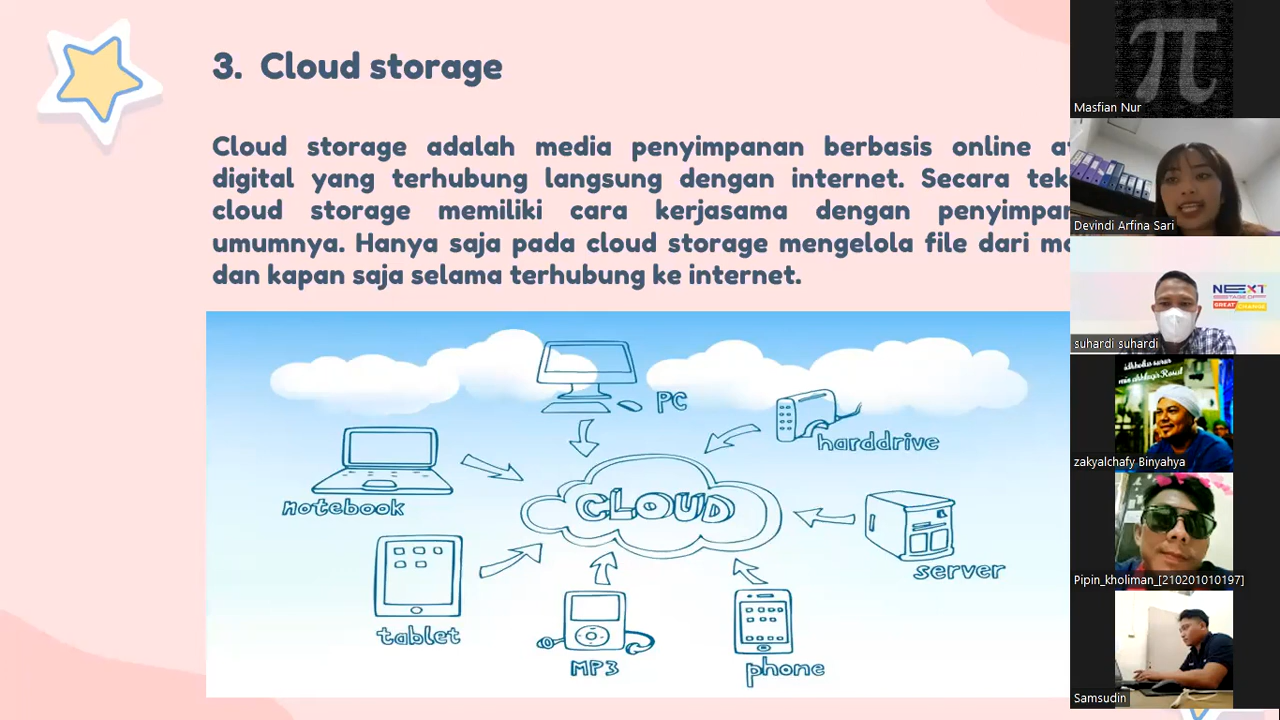 3. Cloud storage
Cloud storage adalah media penyimpanan berbasis online
digital yang terhubung langsung dengan internet. Secara
cloud storage memiliki cara kerjasama dengan
umumnya. Hanya saja pada cloud storage mengelola file dari
dan kapan saja selama terhubung ke internet.
PC
harddrive
notebook
CLOUD
server
tablet
MP3
phone
Masfian Nur
Devindi Arfina Sari
NEXT
GREAT
suhardi suhardi
zakyalchafy Binyahya
Pipin_kholiman_[210201010197]
Samsudin